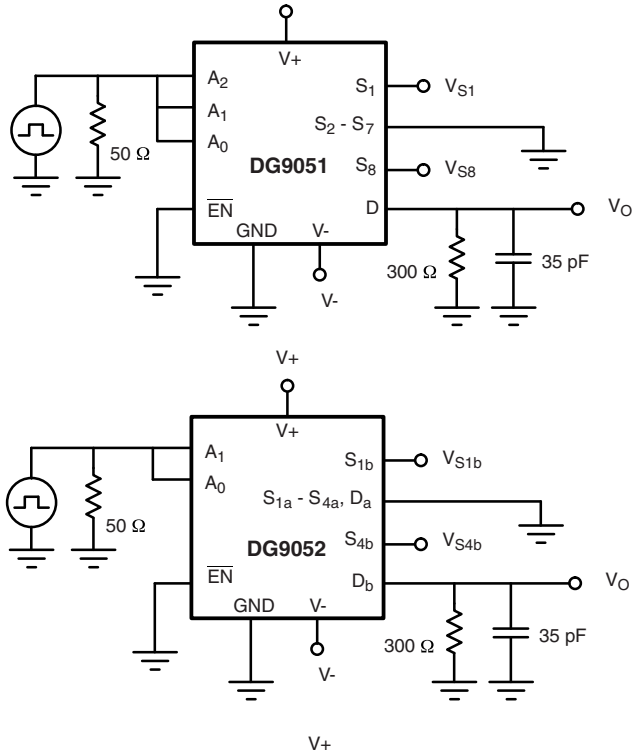 V+
A2
S1
VS1
A1
S2 - S7
A0
50 Ω
DG9051
S8
VS8
EN
D
VO
GND
V-
300 Ω
35 pF
V-
V+
V+
A1
S1b
VS1b
A0
S1a - S4a, Da
50 Ω
DG9052
S4b
VS4b
EN
Db
VO
GND
V-
300 Ω
35 pF
V-
V+